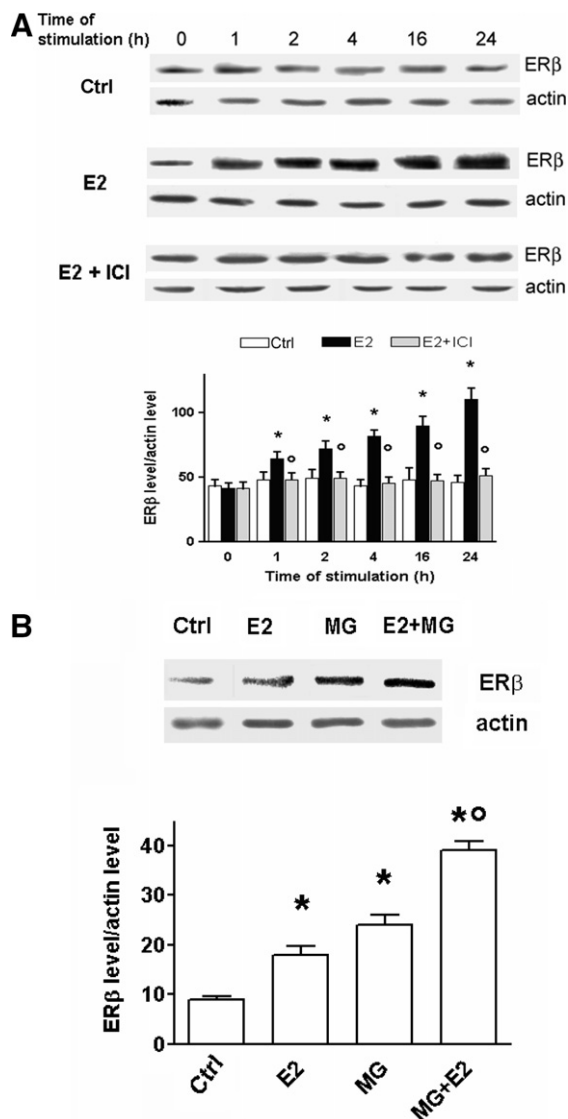 A
Time of
stimulation (h) 0 1 2 4 16 24
Ctrl
ERβ
actin
E2
ERβ
actin
E2 + ICI
ERβ
actin
Ctrl E2 E2+ICI
ERβ level/actin level
100
50
0
* * * * *
° ° ° ° °
0 1 2 4 16 24
Time of stimulation (h)
B
Ctrl E2 MG E2+MG
ERβ
actin
ERβ level/actin level
40
30
20
10
0
* * *°
Ctrl E2 MG MG+E2